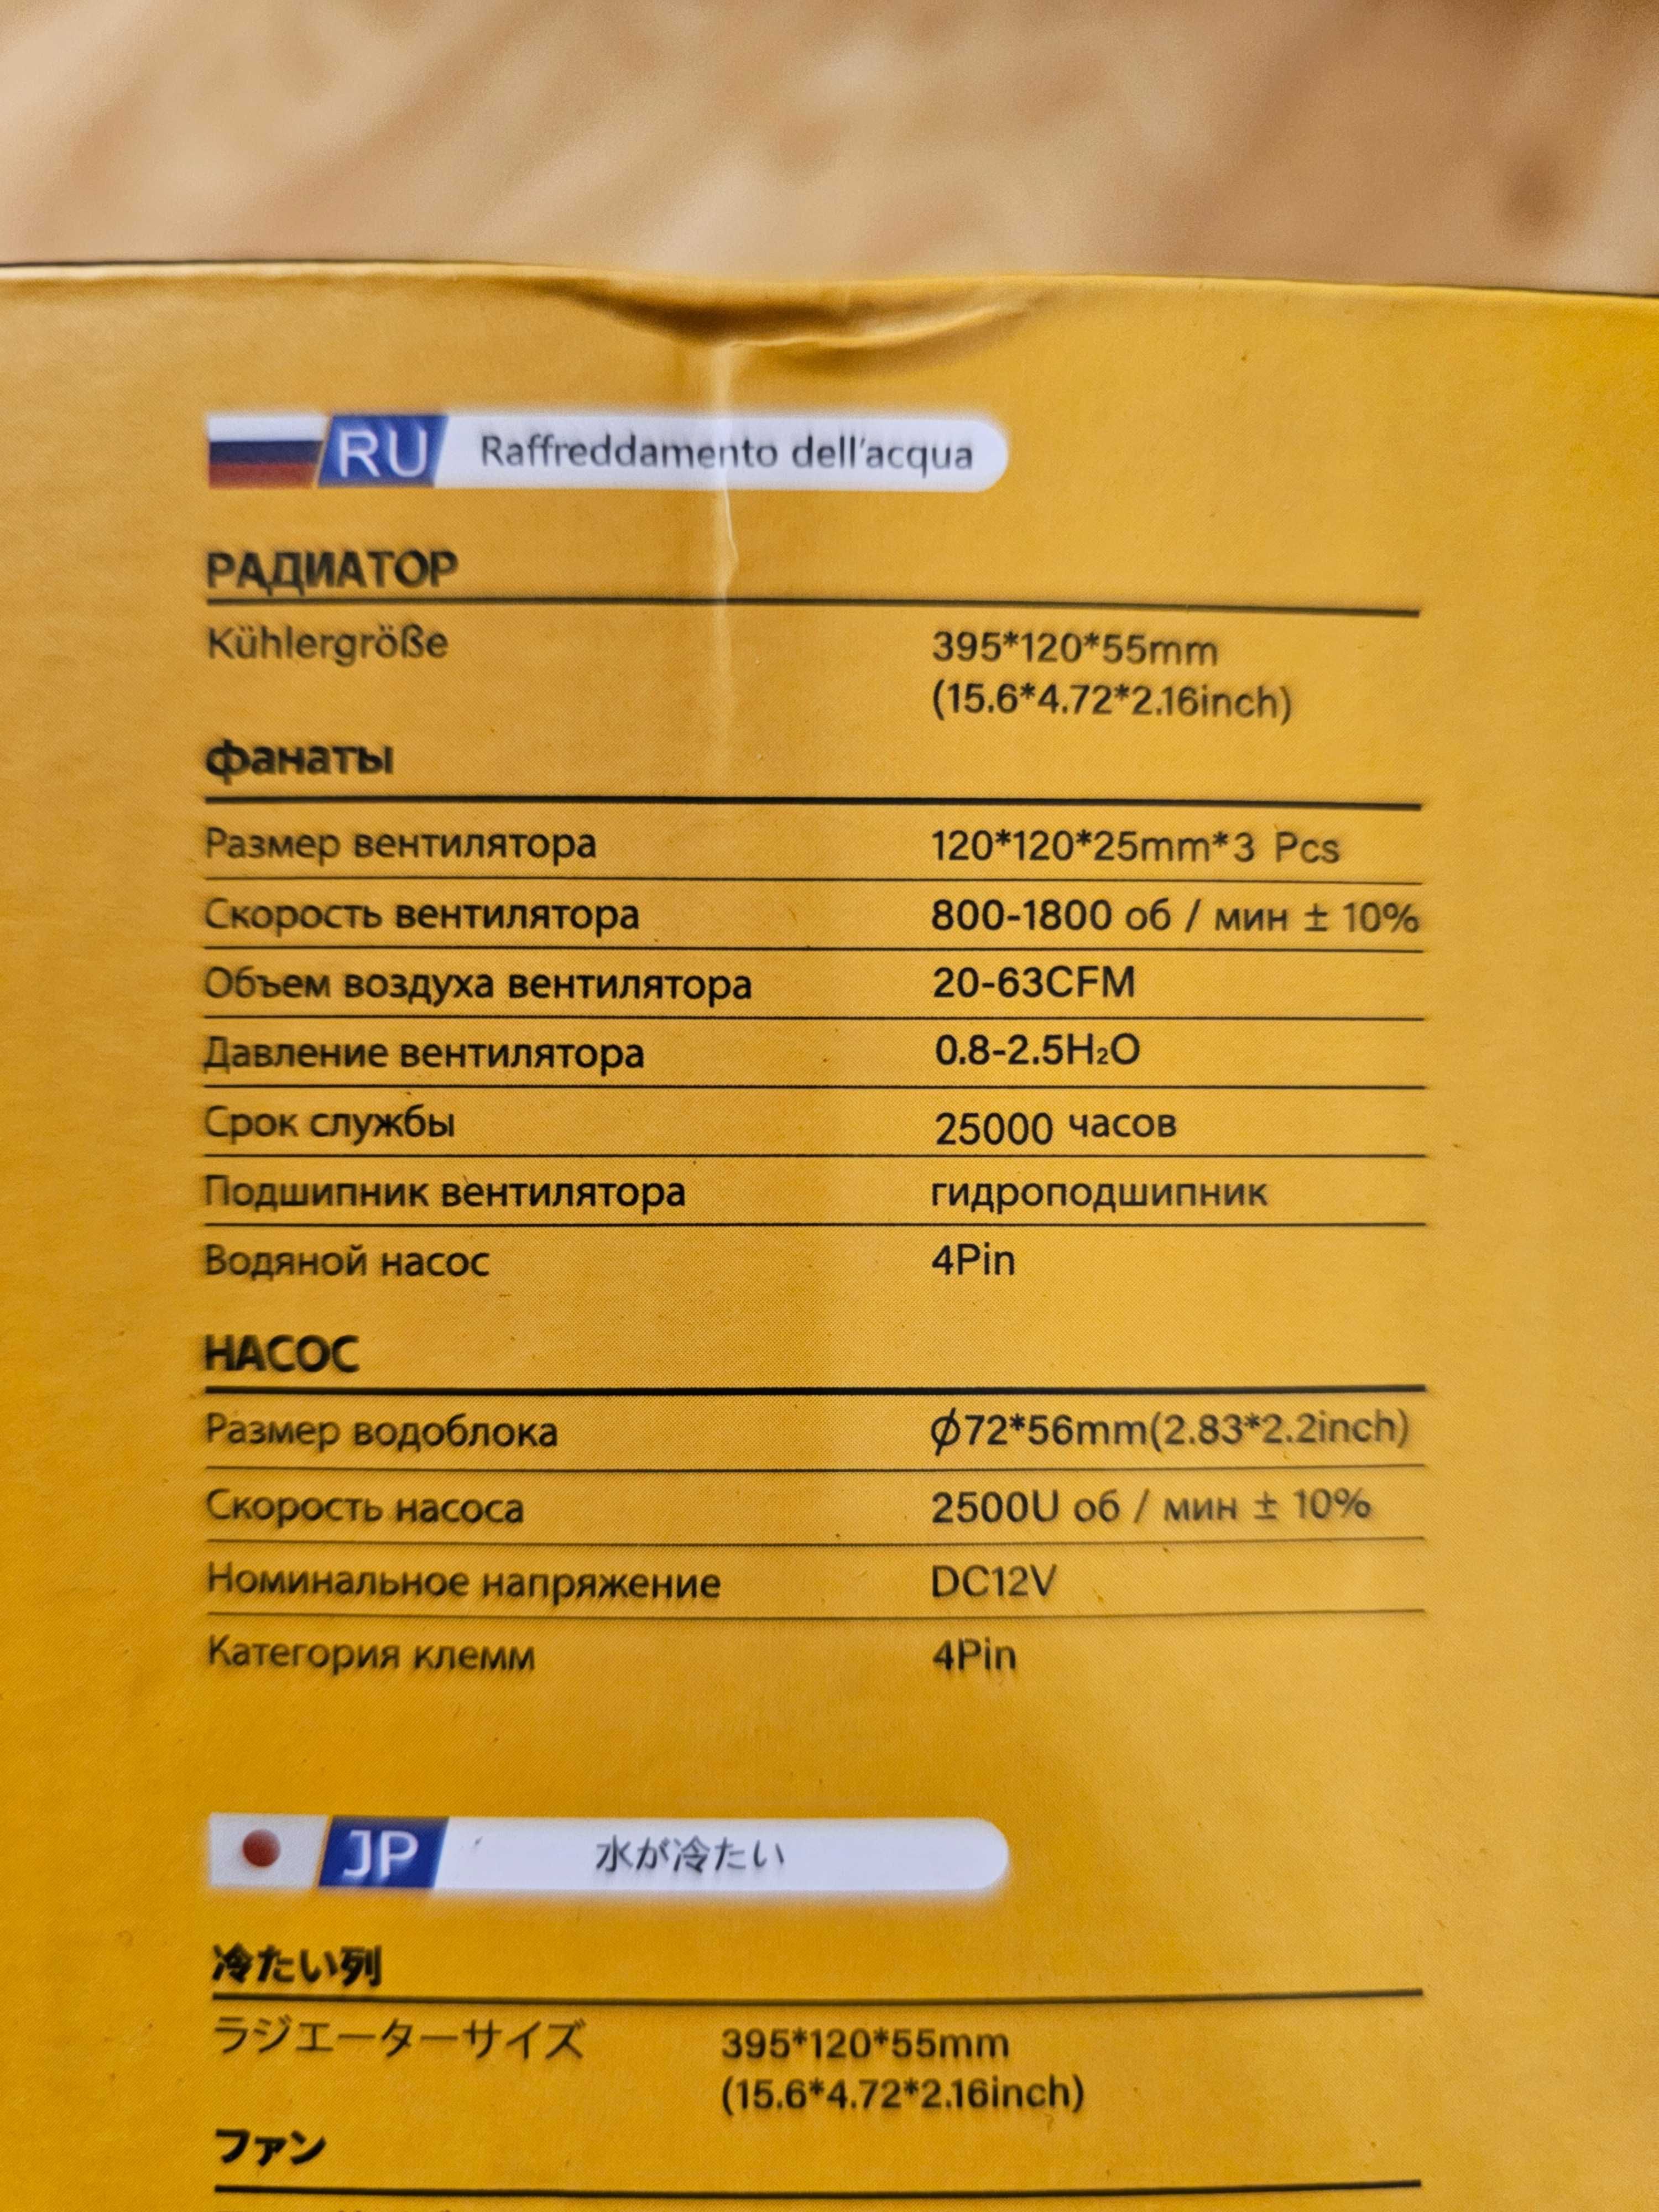 RU Raffreddamento dell'acqua
РАДИАТОР
Kühlergröße 395*120*55mm
(15.6*4.72*2.16inch)
фанаты
Размер вентилятора 120*120*25mm*3 Pcs
Скорость вентилятора 800-1800 об / мин ± 10%
Объем воздуха вентилятора 20-63CFM
Давление вентилятора 0.8-2.5H₂O
Срок службы 25000 часов
Подшипник вентилятора гидроподшипник
Водяной насос 4Pin
НАСОС
Размер водоблока ϕ72*56mm(2.83*2.2inch)
Скорость насоса 2500U об / мин ± 10%
Номинальное напряжение DC12V
Категория клемм 4Pin
JP 水が冷たい
冷たい列
ラジエーターサイズ 395*120*55mm
(15.6*4.72*2.16inch)
ファン